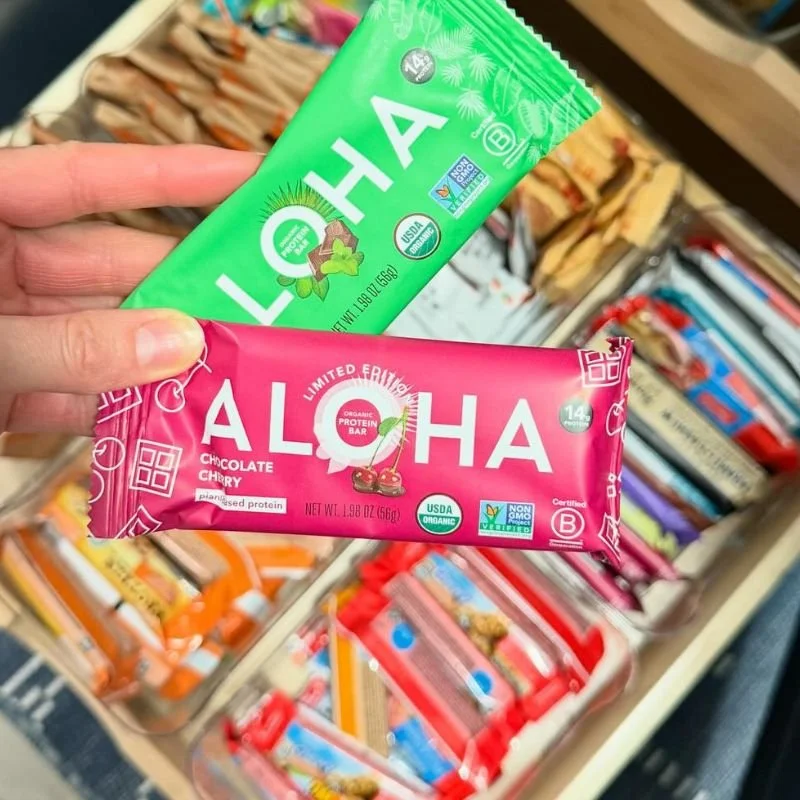 14g
PROTEIN
ALOHA
ORGANIC
PROTEIN
BAR
Certified
B
NON
GMO
Project
VERIFIED
USDA
ORGANIC
NET WT. 1.98 OZ (56g)
LIMITED EDITION
ALOHA
ORGANIC
PROTEIN
BAR
14g
PROTEIN
CHOCOLATE
CHERRY
plant-based protein
NET WT. 1.98 OZ (56g)
USDA
ORGANIC
NON
GMO
Project
VERIFIED
Certified
B
Corporation